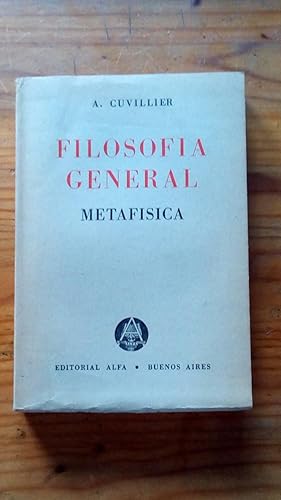 A. CUVILLIER
FILOSOFIA
GENERAL
METAFISICA
EDITORIAL ALFA • BUENOS AIRES